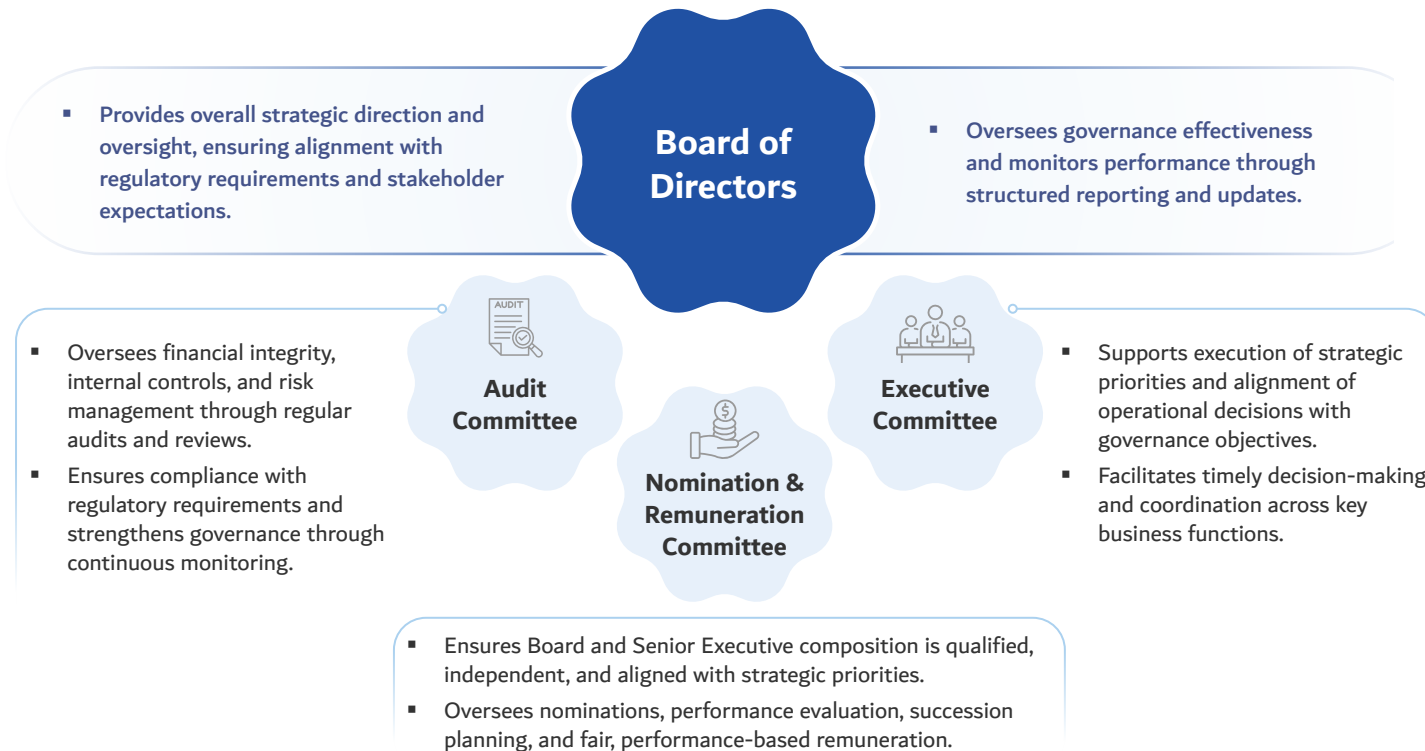 ▪ Provides overall strategic direction and
oversight, ensuring alignment with
regulatory requirements and stakeholder
expectations.
Board of
Directors
▪ Oversees governance effectiveness
and monitors performance through
structured reporting and updates.
▪ Oversees financial integrity,
internal controls, and risk
management through regular
audits and reviews.
▪ Ensures compliance with
regulatory requirements and
strengthens governance through
continuous monitoring.
AUDIT
Audit
Committee
$
Nomination &
Remuneration
Committee
Executive
Committee
▪ Supports execution of strategic
priorities and alignment of
operational decisions with
governance objectives.
▪ Facilitates timely decision-making
and coordination across key
business functions.
▪ Ensures Board and Senior Executive composition is qualified,
independent, and aligned with strategic priorities.
▪ Oversees nominations, performance evaluation, succession
planning, and fair, performance-based remuneration.